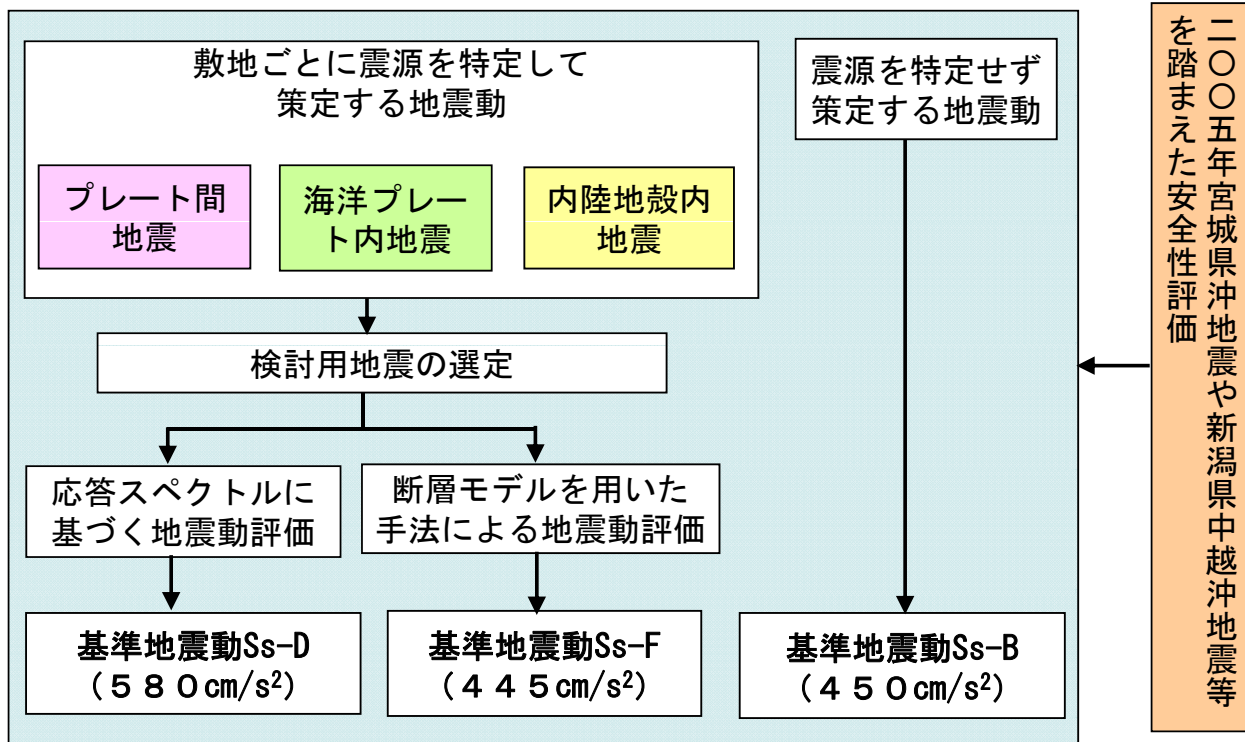 敷地ごとに震源を特定して
策定する地震動
プレート間
地震
海洋プレー
ト内地震
内陸地殻内
地震
震源を特定せず
策定する地震動
検討用地震の選定
応答スペクトルに
基づく地震動評価
断層モデルを用いた
手法による地震動評価
基準地震動Ss-D
(５８０cm/s²)
基準地震動Ss-F
(４４５cm/s²)
基準地震動Ss-B
(４５０cm/s²)
二〇〇五年宮城県沖地震や新潟県中越沖地震等
を踏まえた安全性評価